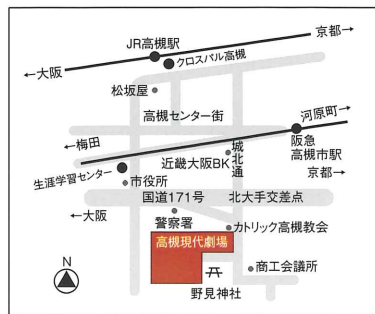 京都→
JR高槻駅
クロスパル高槻
←大阪
松坂屋
高槻センター街
河原町→
←梅田
城北通
阪急
高槻市駅
近畿大阪BK
生涯学習センター
京都→
市役所
国道171号
北大手交差点
←大阪
警察署
カトリック高槻教会
高槻現代劇場
商工会議所
N
野見神社